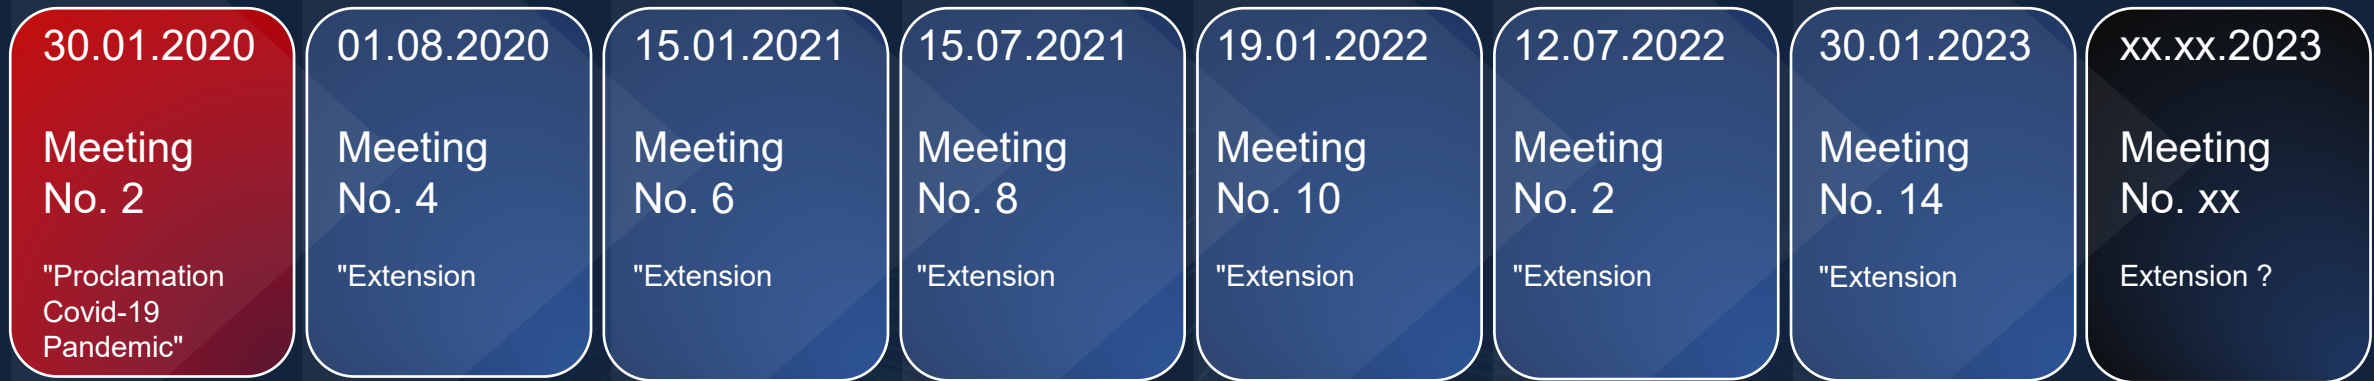 30.01.2020
Meeting
No. 2
"Proclamation
Covid-19
Pandemic"
01.08.2020
Meeting
No. 4
"Extension
15.01.2021
Meeting
No. 6
"Extension
15.07.2021
Meeting
No. 8
"Extension
19.01.2022
Meeting
No. 10
"Extension
12.07.2022
Meeting
No. 2
"Extension
30.01.2023
Meeting
No. 14
"Extension
xx.xx.2023
Meeting
No. xx
Extension ?